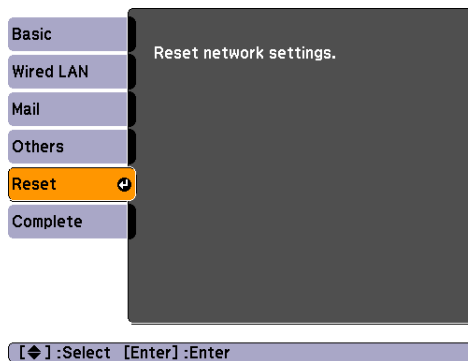 Basic
Reset network settings.
Wired LAN
Mail
Others
Reset
Complete
[◆] :Select [Enter] :Enter